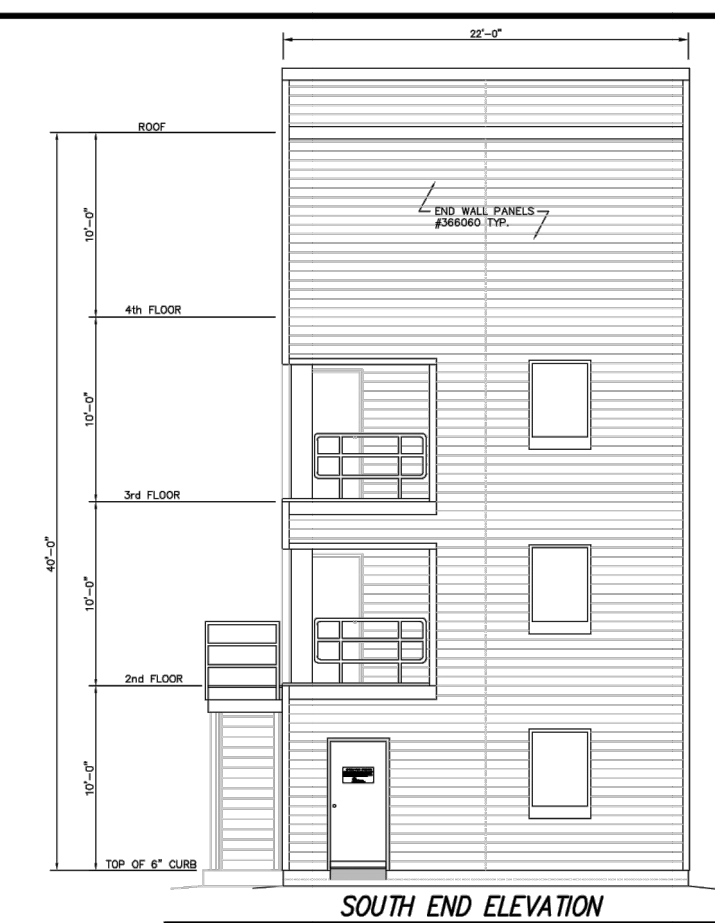 22'-0"
ROOF
10'-0"
END WALL PANELS
#366060 TYP.
4th FLOOR
10'-0"
3rd FLOOR
40'-0"
10'-0"
2nd FLOOR
10'-0"
TOP OF 6" CURB
SOUTH END ELEVATION